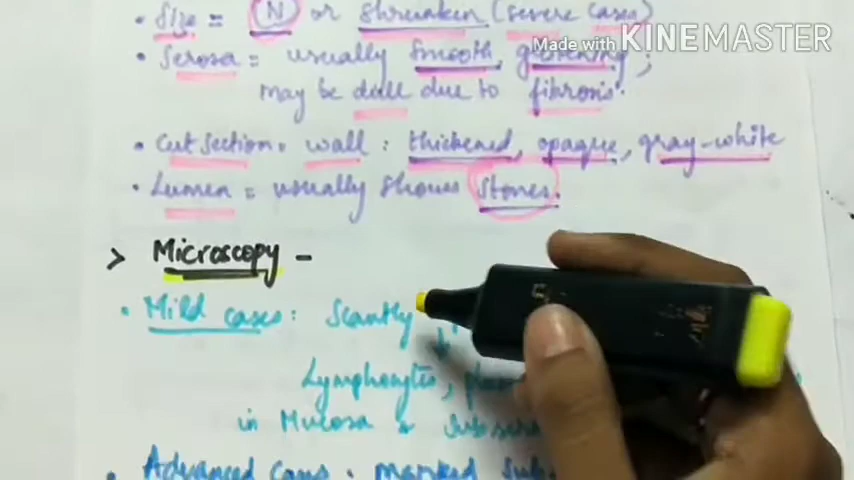 • Size = N or shrunken (severe cases)
Made with KINEMASTER
• Serosa = usually smooth, glistening ;
may be dull due to fibrosis.
• Cut section = wall : thickened, opaque, gray-white
• Lumen = usually shows stones.
> Microscopy -
• Mild cases : Scantly
↓
Lymphocytes,
in Mucosa &
• Advanced cases : marked